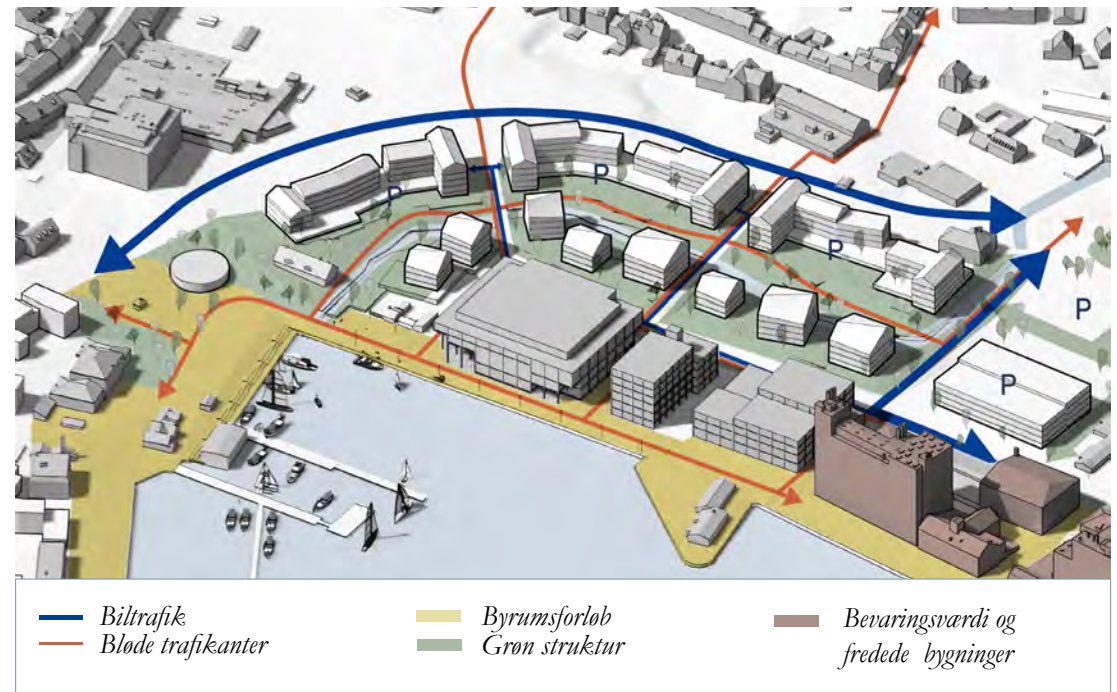 P
P
P
P
P
Biltrafik
Bløde trafikanter
Byrumsforløb
Grøn struktur
Bevaringsværdi og
fredede bygninger